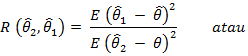 R (θ̂₂, θ̂₁) = E (θ̂₁ − θ̂)² / E (θ̂₂ − θ)² atau